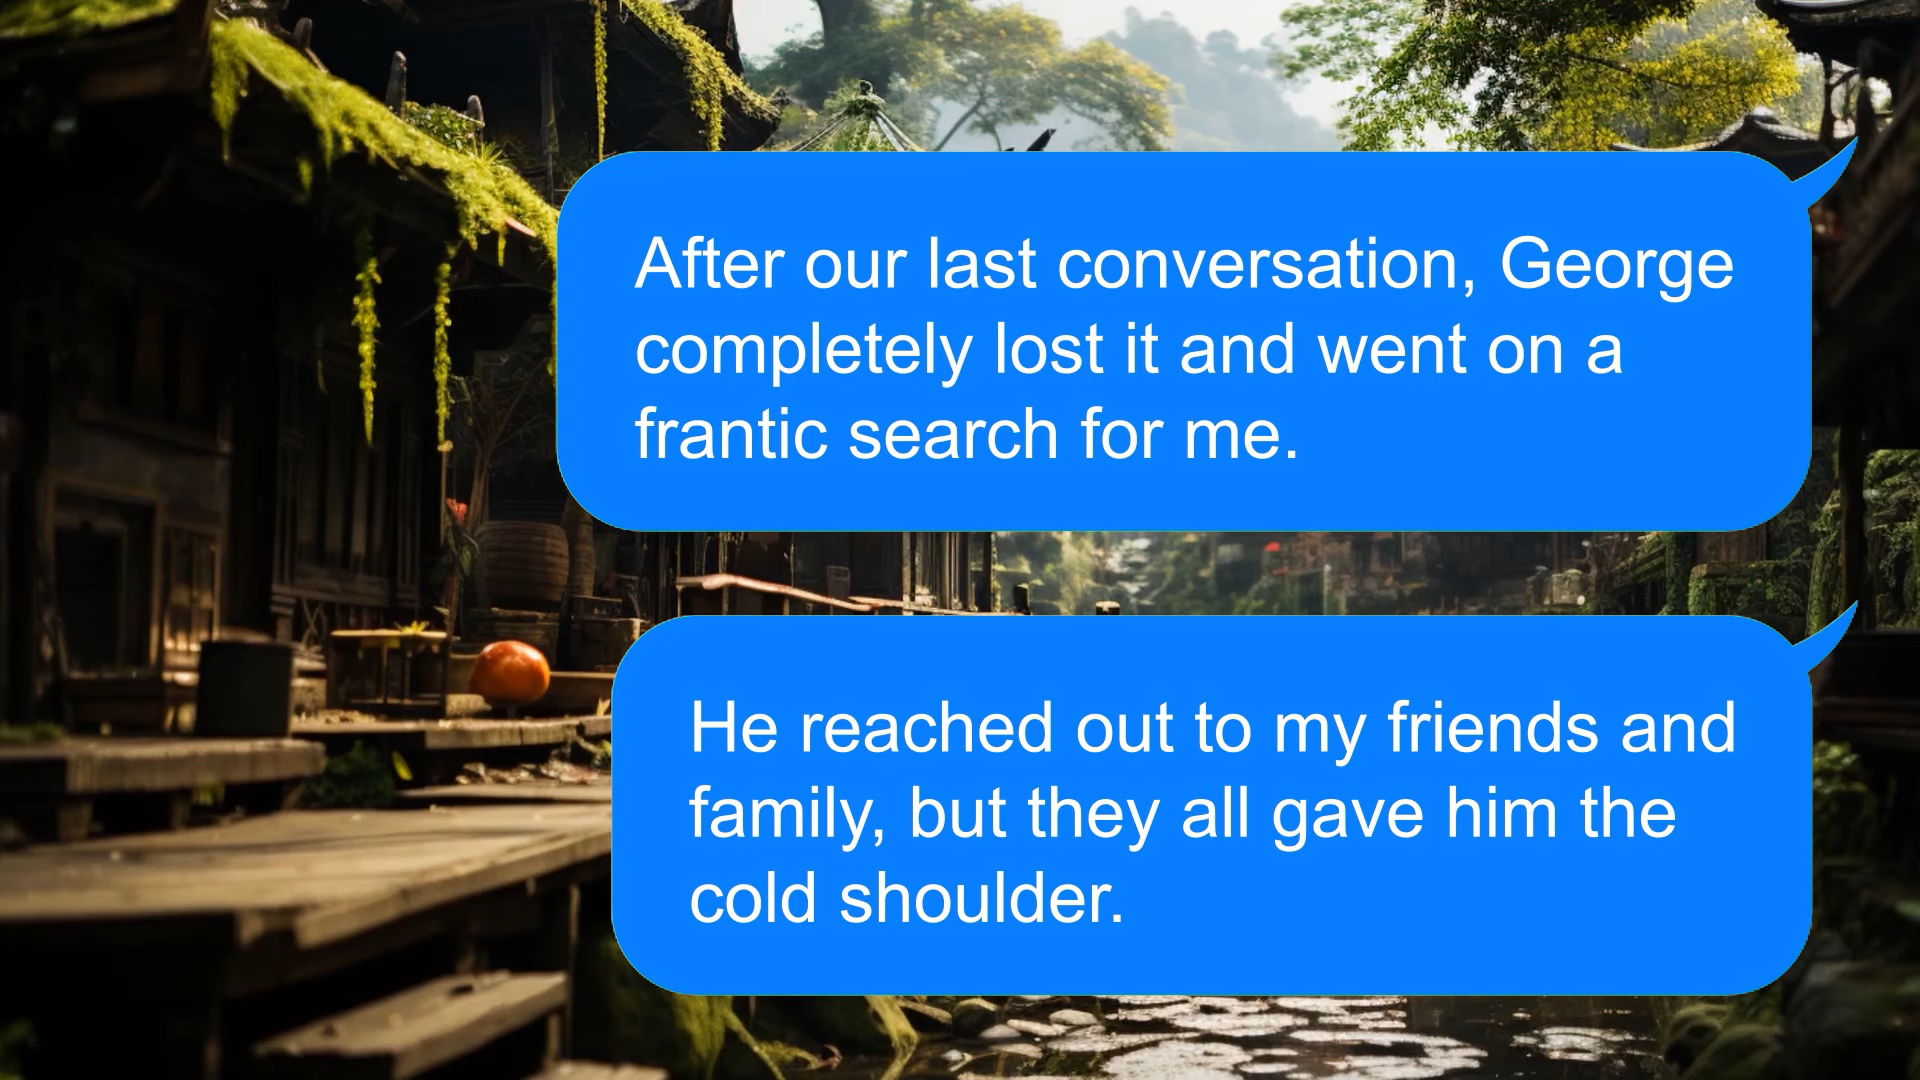 After our last conversation, George
completely lost it and went on a
frantic search for me.
He reached out to my friends and
family, but they all gave him the
cold shoulder.